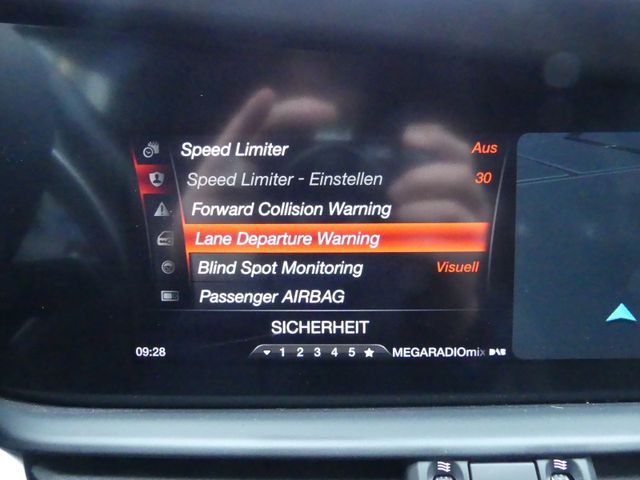 Speed Limiter Aus
Speed Limiter - Einstellen 30
Forward Collision Warning
Lane Departure Warning
Blind Spot Monitoring Visuell
Passenger AIRBAG
SICHERHEIT
09:28 1 2 3 4 5 MEGARADIOmix DAB